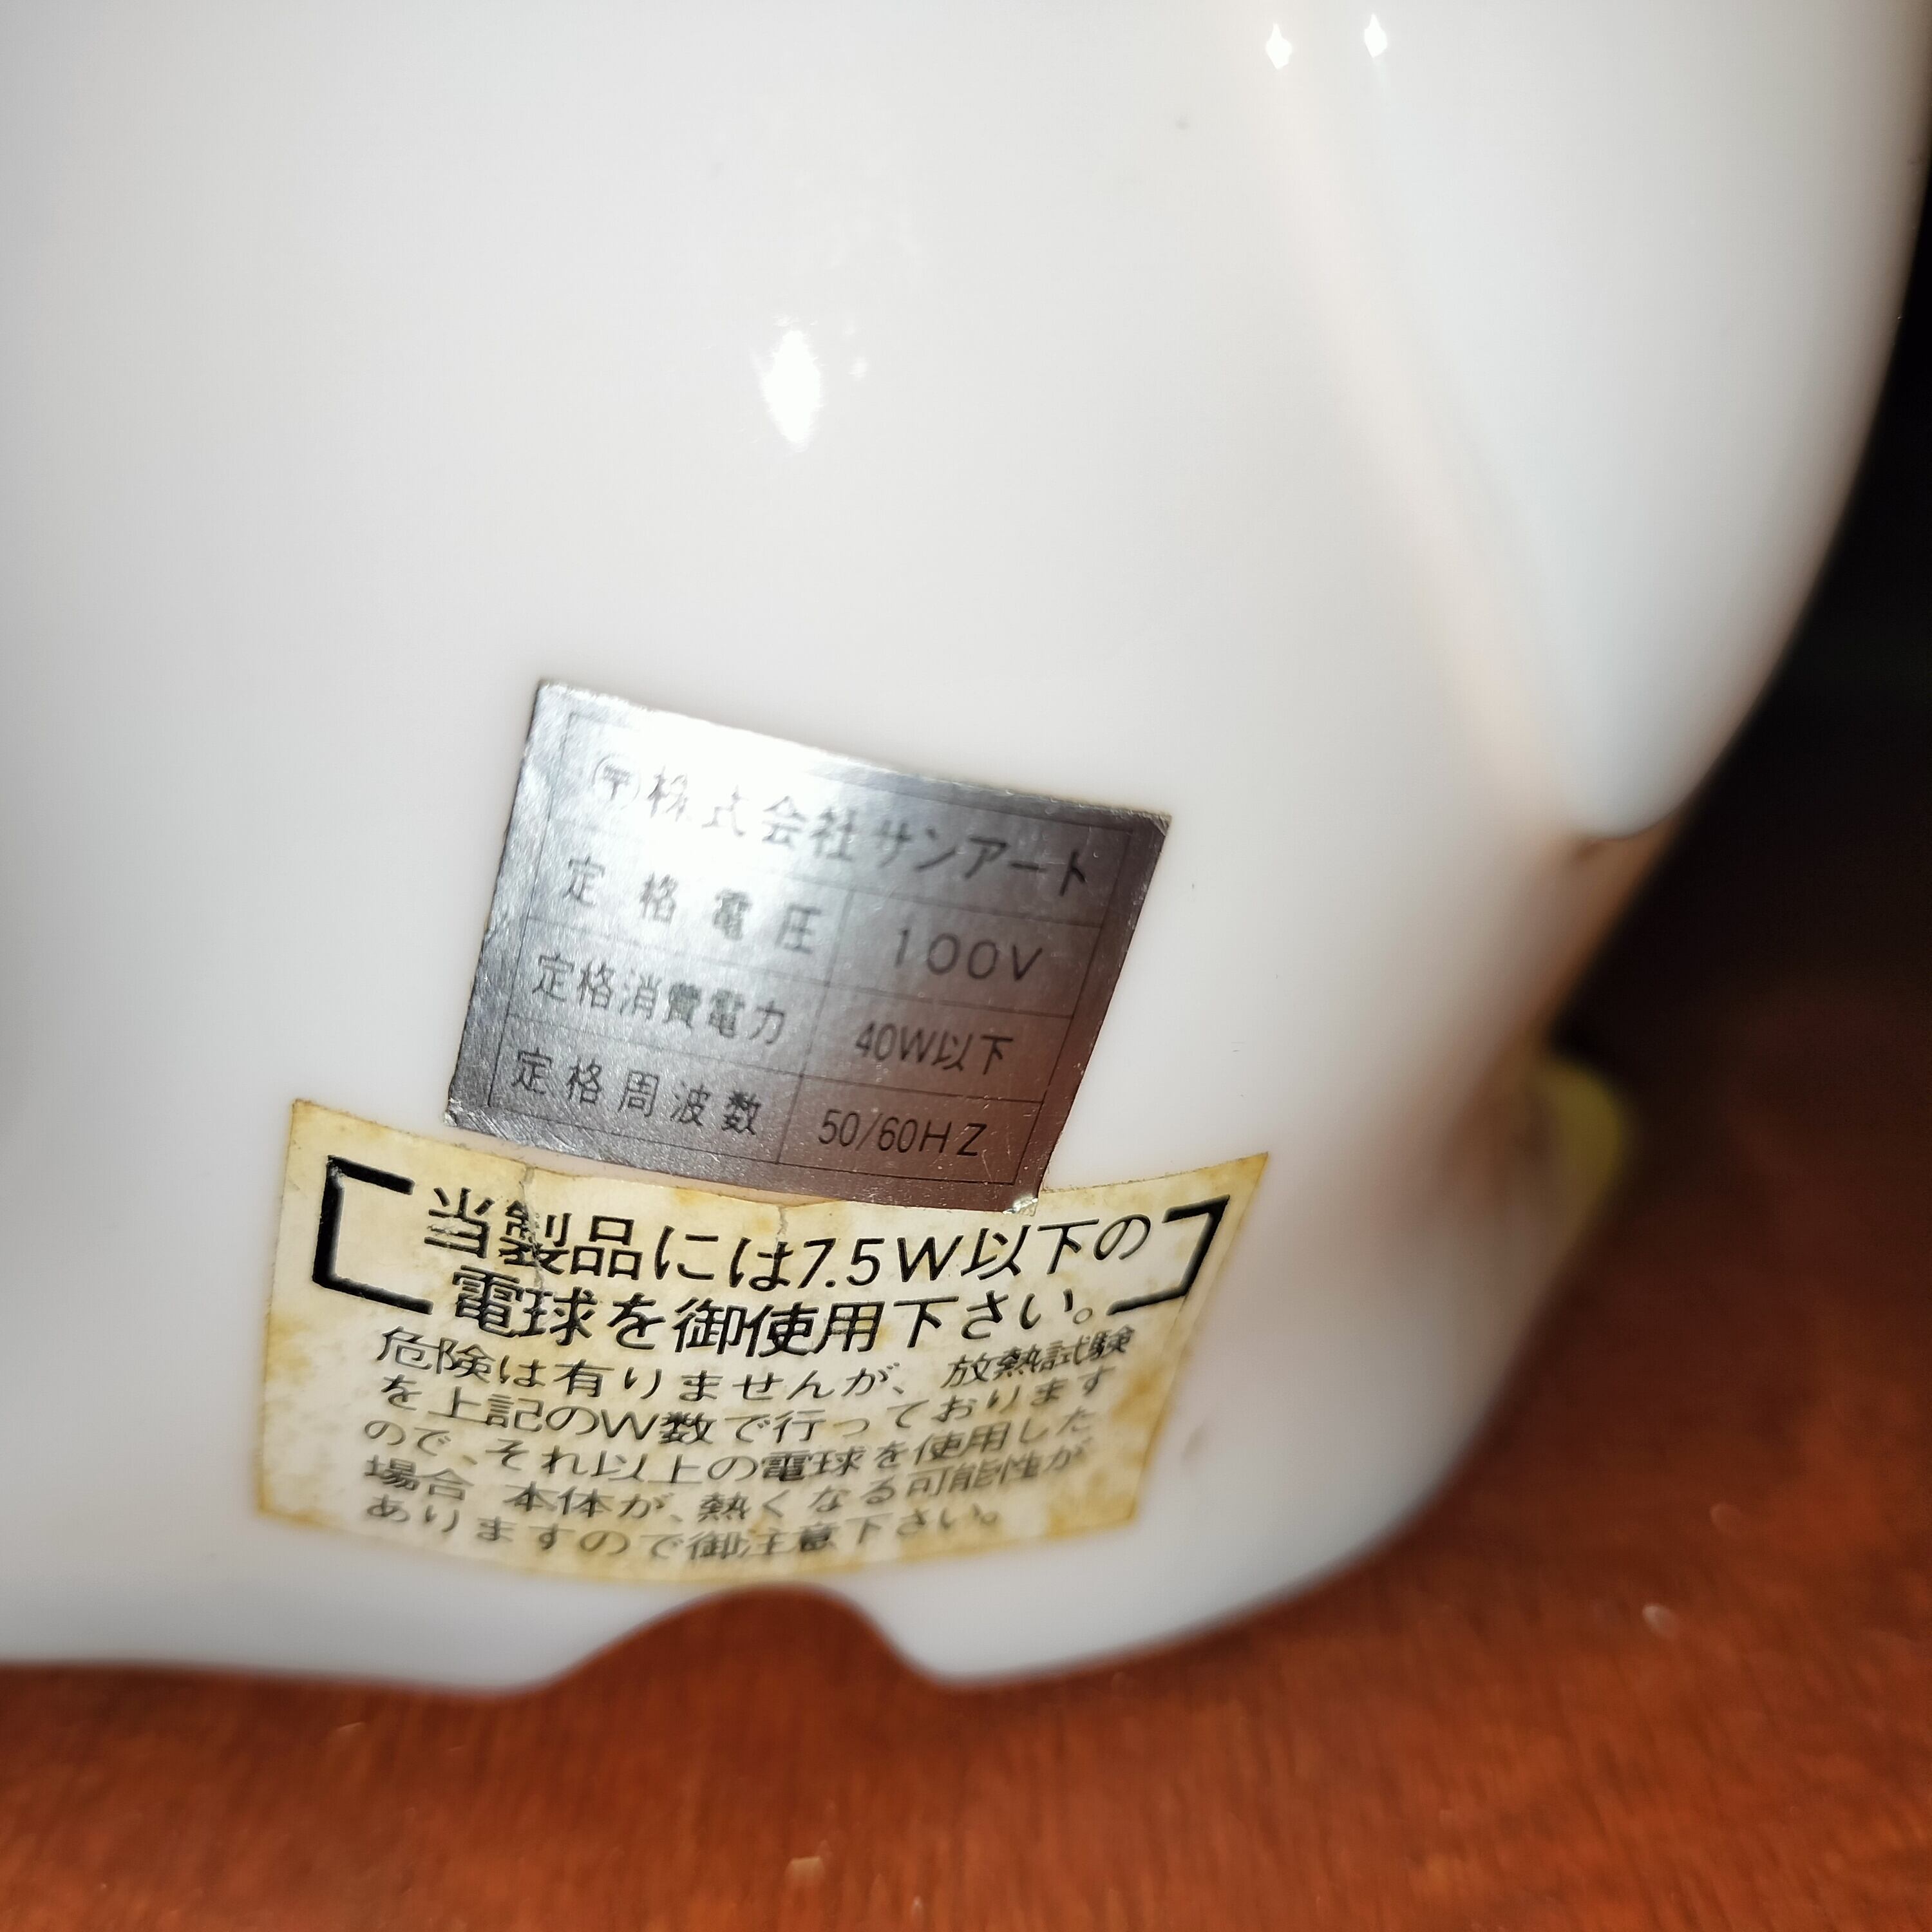 〶株式会社サンアート
定格電圧 100V
定格消費電力 40W以下
定格周波数 50/60HZ
当製品には7.5W以下の
電球を御使用下さい。
危険は有りませんが、放熱試験
を上記のW数で行っております
ので、それ以上の電球を使用した
場合 本体が、熱くなる可能性が
ありますので御注意下さい。